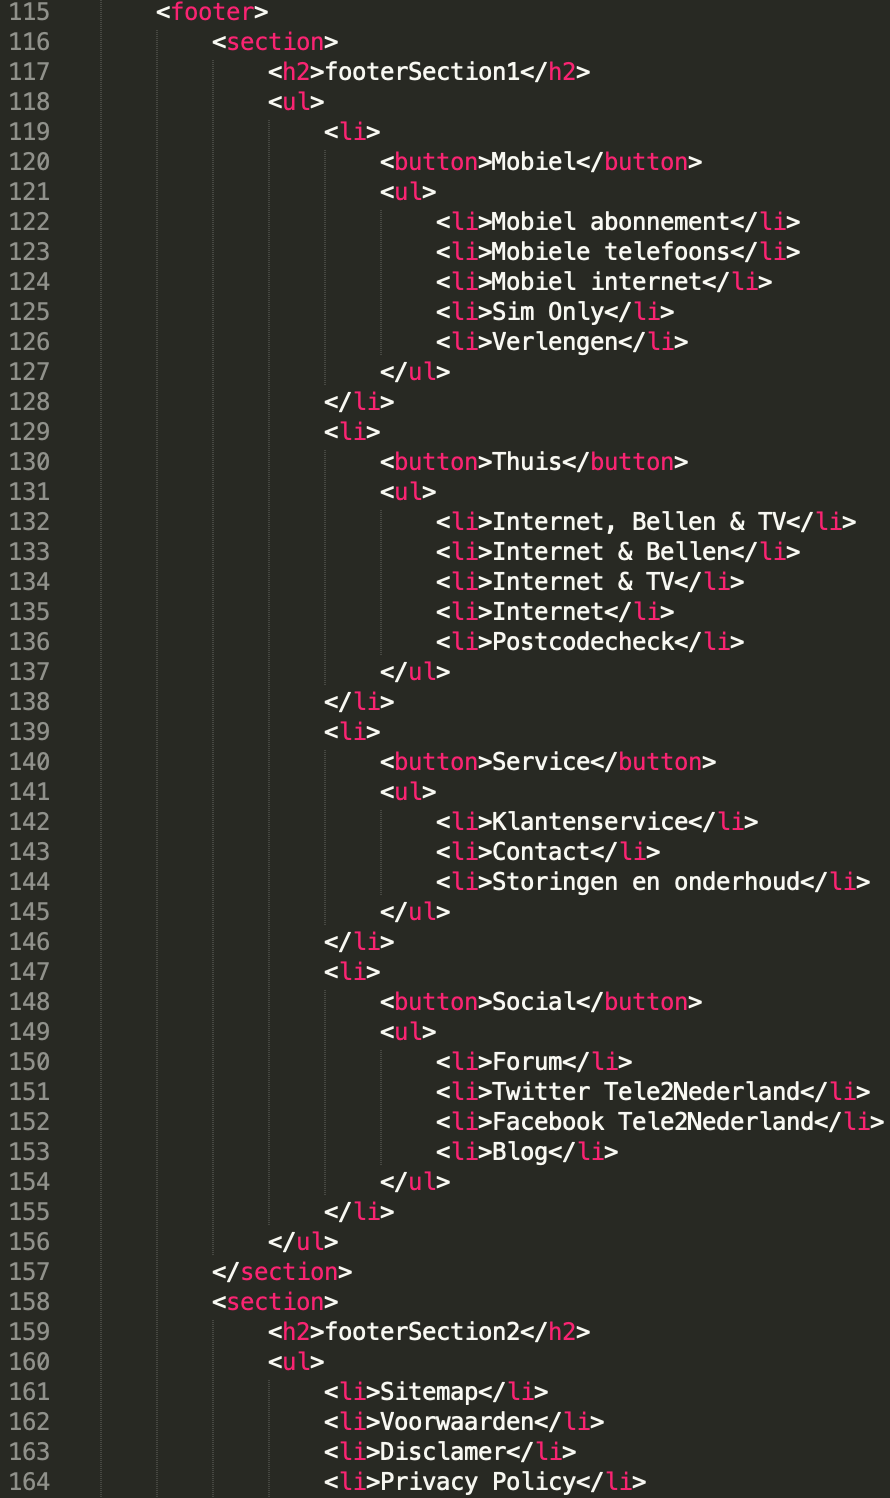 115 <footer>
116 <section>
117 <h2>footerSection1</h2>
118 <ul>
119 <li>
120 <button>Mobiel</button>
121 <ul>
122 <li>Mobiel abonnement</li>
123 <li>Mobiele telefoons</li>
124 <li>Mobiel internet</li>
125 <li>Sim Only</li>
126 <li>Verlengen</li>
127 </ul>
128 </li>
129 <li>
130 <button>Thuis</button>
131 <ul>
132 <li>Internet, Bellen & TV</li>
133 <li>Internet & Bellen</li>
134 <li>Internet & TV</li>
135 <li>Internet</li>
136 <li>Postcodecheck</li>
137 </ul>
138 </li>
139 <li>
140 <button>Service</button>
141 <ul>
142 <li>Klantenservice</li>
143 <li>Contact</li>
144 <li>Storingen en onderhoud</li>
145 </ul>
146 </li>
147 <li>
148 <button>Social</button>
149 <ul>
150 <li>Forum</li>
151 <li>Twitter Tele2Nederland</li>
152 <li>Facebook Tele2Nederland</li>
153 <li>Blog</li>
154 </ul>
155 </li>
156 </ul>
157 </section>
158 <section>
159 <h2>footerSection2</h2>
160 <ul>
161 <li>Sitemap</li>
162 <li>Voorwaarden</li>
163 <li>Disclamer</li>
164 <li>Privacy Policy</li>